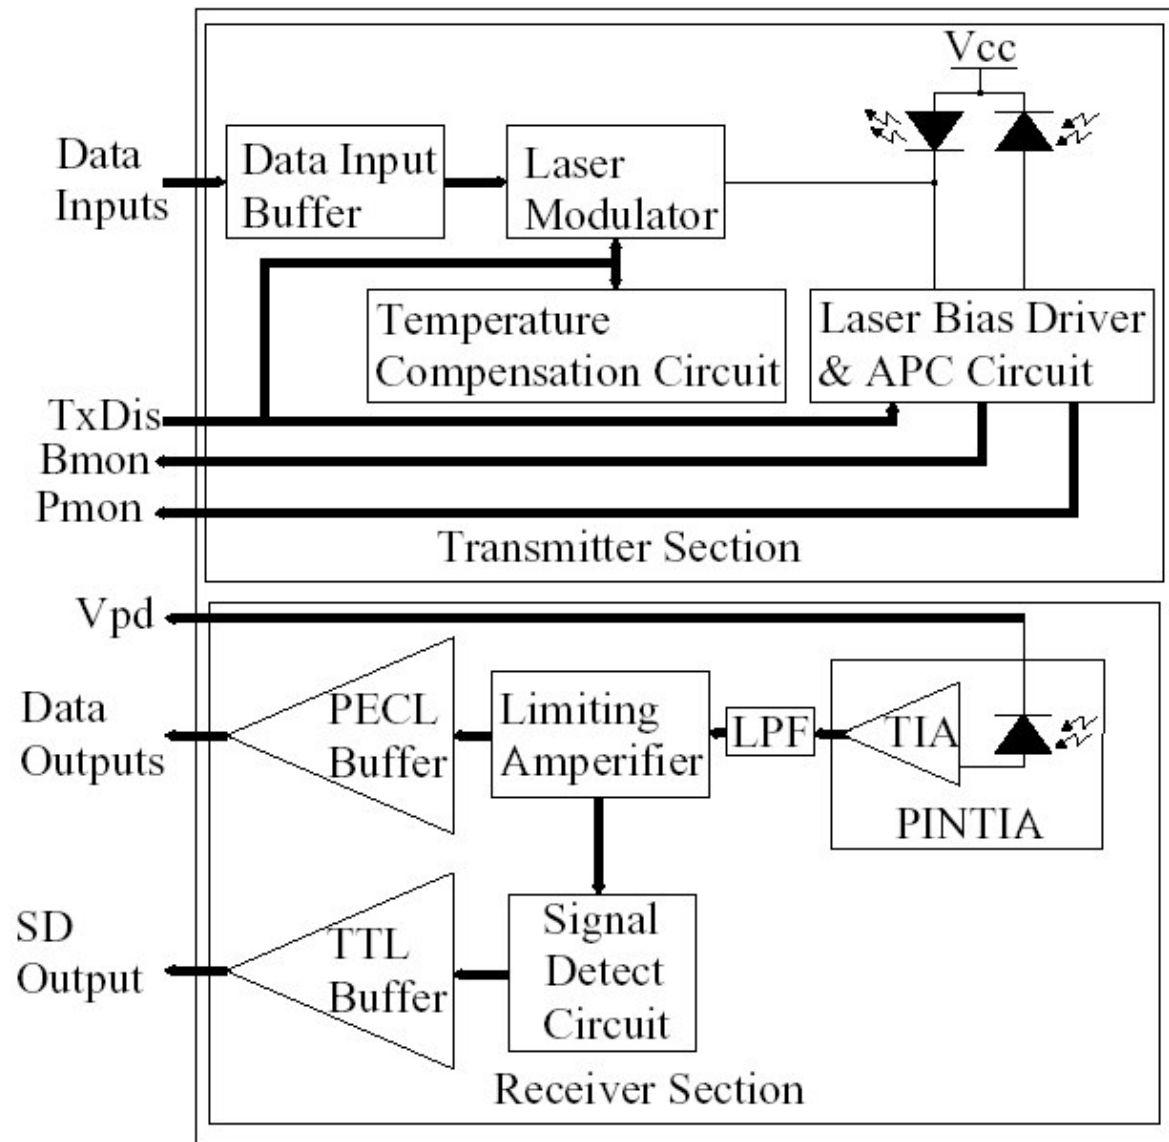 Vcc
Data
Inputs
Data Input
Buffer
Laser
Modulator
Temperature
Compensation Circuit
Laser Bias Driver
& APC Circuit
TxDis
Bmon
Pmon
Transmitter Section
Vpd
Data
Outputs
PECL
Buffer
Limiting
Amperifier
LPF
TIA
PINTIA
SD
Output
TTL
Buffer
Signal
Detect
Circuit
Receiver Section